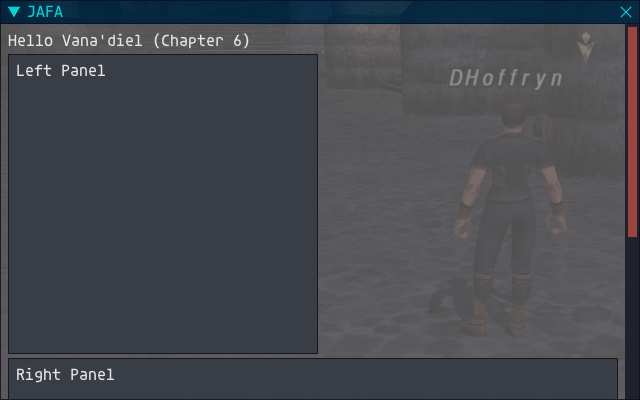 JAFA
Hello Vana'diel (Chapter 6)
Left Panel
DHoffryn
Right Panel